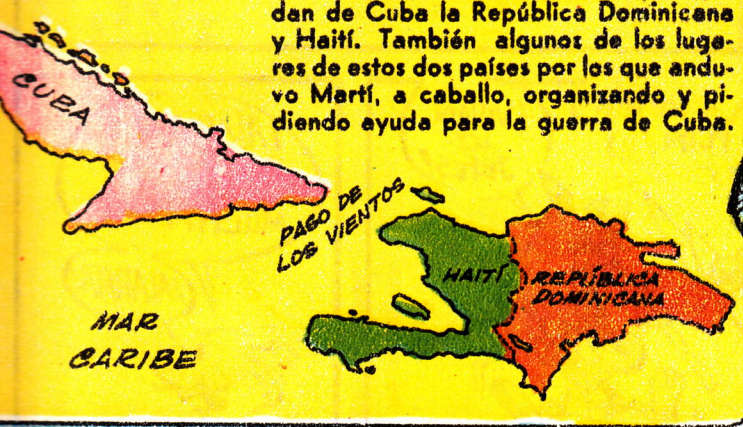 dan de Cuba la República Dominicana
y Haití. También algunos de los luga-
res de estos dos países por los que andu-
vo Martí, a caballo, organizando y pi-
diendo ayuda para la guerra de Cuba.
CUBA
PASO DE
LOS VIENTOS
HAITÍ
REPÚBLICA
DOMINICANA
MAR
CARIBE